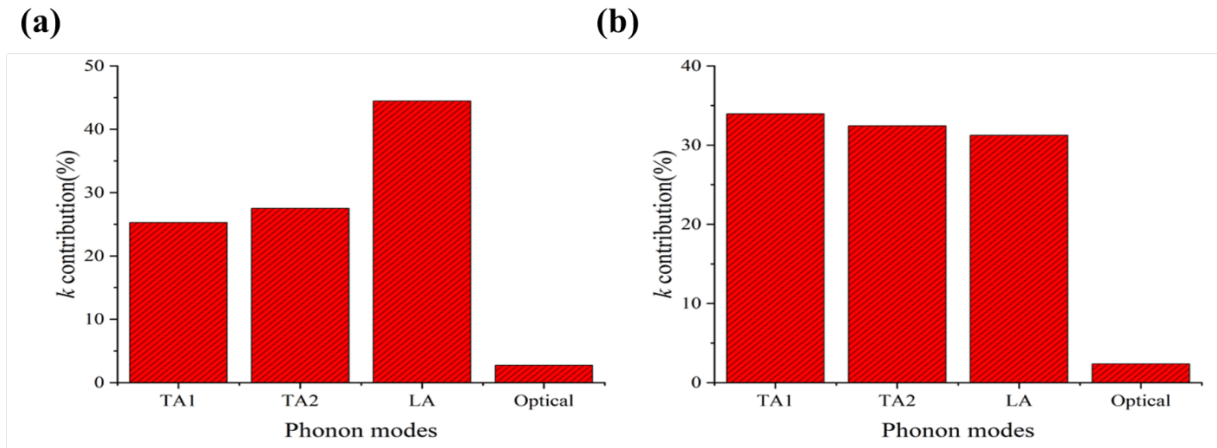 (a)
(b)
50
40
30
20
10
0
k contribution(%)
TA1 TA2 LA Optical
Phonon modes
40
30
20
10
0
k contribution(%)
TA1 TA2 LA Optical
Phonon modes